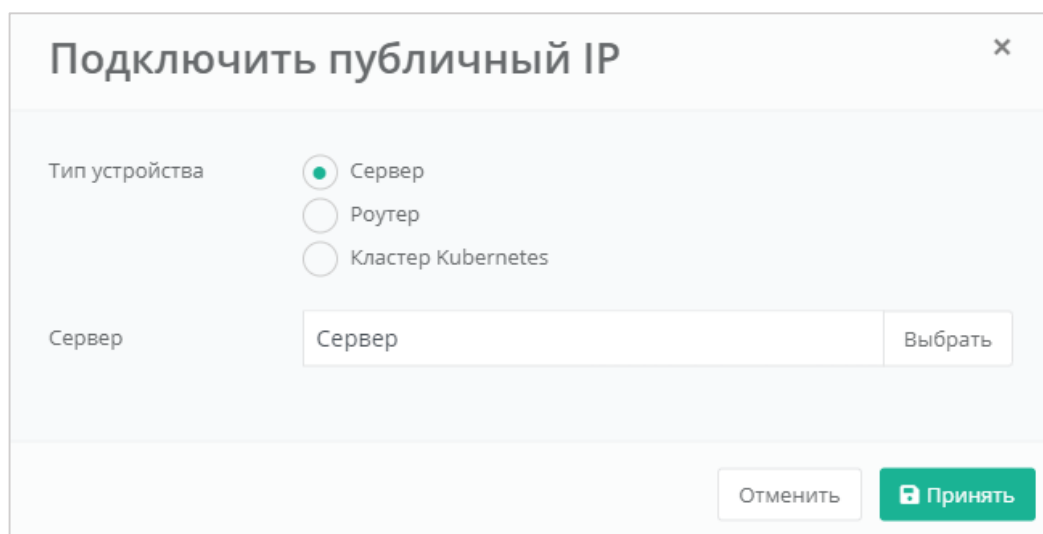 Подключить публичный IP
Тип устройства
Сервер
Роутер
Кластер Kubernetes
Сервер
Сервер
Выбрать
Отменить
Принять